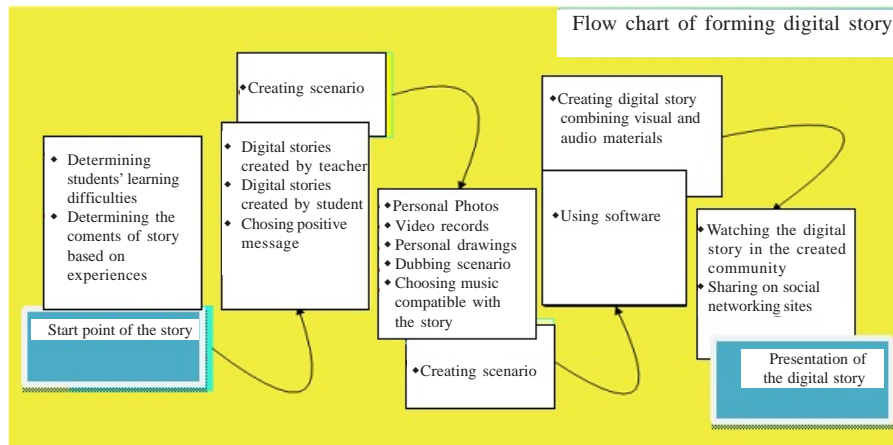 Flow chart of forming digital story
◆ Determining
students' learning
difficulties
◆ Determining the
coments of story
based on
experiences
Start point of the story
◆Creating scenario
◆ Digital stories
created by teacher
◆ Digital stories
created by student
◆ Chosing positive
message
◆Personal Photos
◆ Video records
◆ Personal drawings
◆ Dubbing scenario
◆ Choosing music
compatible with
the story
◆Creating scenario
◆Creating digital story
combining visual and
audio materials
◆Using software
◆Watching the digital
story in the created
community
◆Sharing on social
networking sites
Presentation of
the digital story